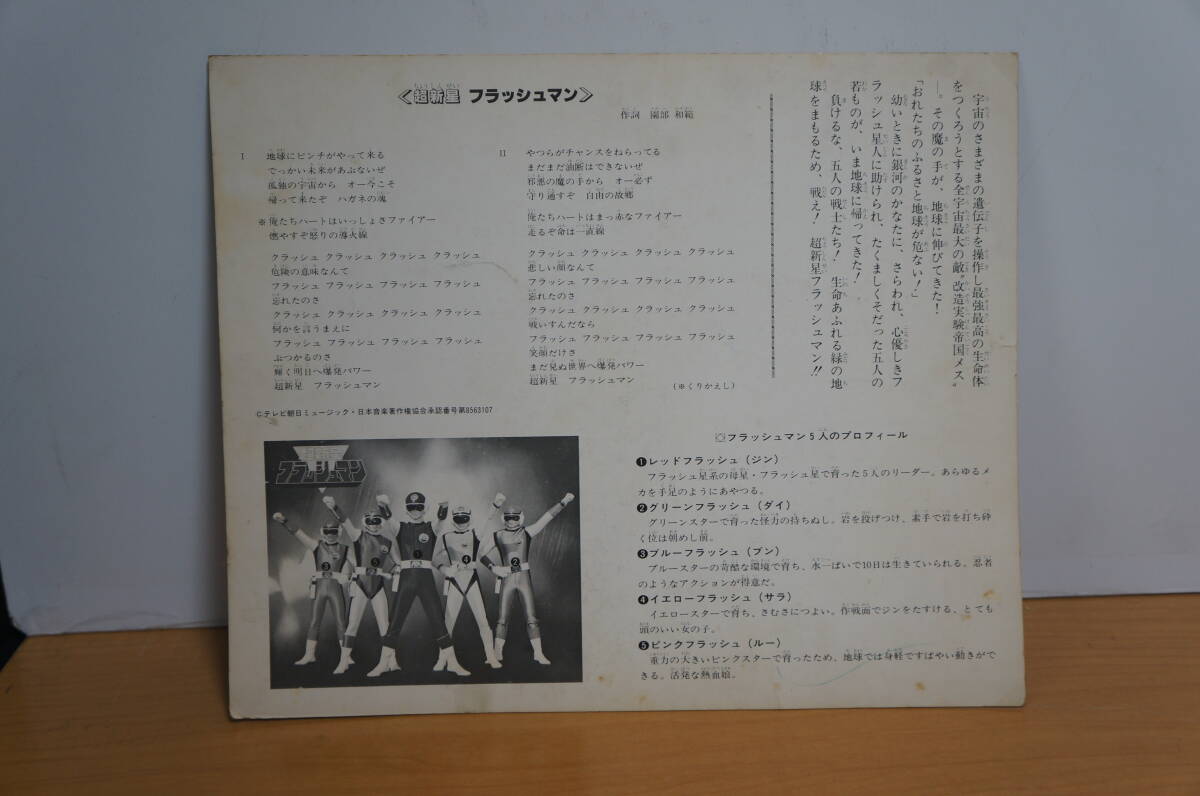 宇宙のさまざまの遺伝子を操作し最強最高の生命体
をつくろうとする全宇宙最大の敵〝改造実験帝国メス〟
―。その魔の手が、地球に伸びてきた!
「おれたちのふるさと地球が危ない!」
幼いときに銀河のかなたに、さらわれ、心優しきフ
ラッシュ星人に助けられ、たくましくそだった五人の
若ものが、いま地球に帰ってきた!
負けるな、五人の戦士たち!生命あふれる緑の地
球をまもるため、戦え! 超新星フラッシュマン!!
《超新星 フラッシュマン》
作詞 園部 和範
I 地球にピンチがやって来る
でっかい未来があぶないぜ
孤独の宇宙から オー今こそ
帰って来たぞ ハガネの魂
※俺たちハートはいっしょさファイアー
燃やすぞ怒りの導火線
クラッシュ クラッシュ クラッシュ クラッシュ
危険の意味なんて
フラッシュ フラッシュ フラッシュ フラッシュ
忘れたのさ
クラッシュ クラッシュ クラッシュ クラッシュ
何かを言うまえに
フラッシュ フラッシュ フラッシュ フラッシュ
ぶつかるのさ
輝く明日へ爆発パワー
超新星 フラッシュマン
II やつらがチャンスをねらってる
まだまだ油断はできないぜ
邪悪の魔の手から オー必ず
守り通すぞ 自由の故郷
俺たちハートはまっ赤なファイアー
走るぞ命は一直線
クラッシュ クラッシュ クラッシュ クラッシュ
悲しい顔なんて
フラッシュ フラッシュ フラッシュ フラッシュ
忘れたのさ
クラッシュ クラッシュ クラッシュ クラッシュ
戦いすんだなら
フラッシュ フラッシュ フラッシュ フラッシュ
笑顔だけさ
まだ見ぬ世界へ爆発パワー
超新星 フラッシュマン
(※くりかえし)
©テレビ朝日ミュージック・日本音楽著作権協会承認番号第8563107
超新星
フラッシュマン
3 5 1 4 2
フラッシュマン5人のプロフィール
❶レッドフラッシュ(ジン)
フラッシュ星系の母星・フラッシュ星で育った5人のリーダー。あらゆるメ
カを手足のようにあやつる。
❷グリーンフラッシュ(ダイ)
グリーンスターで育った怪力の持ちぬし。岩を投げつけ、素手で岩を打ち砕
く位は朝めし前。
❸ブルーフラッシュ(ブン)
ブルースターの苛酷な環境で育ち、水一ぱいで10日は生きていられる。忍者
のようなアクションが得意だ。
❹イエローフラッシュ(サラ)
イエロースターで育ち、さむさにつよい。作戦面でジンをたすける、とても
頭のいい女の子。
❺ピンクフラッシュ(ルー)
重力の大きいピンクスターで育ったため、地球では身軽ですばやい動きがで
きる。活発な熱血娘。